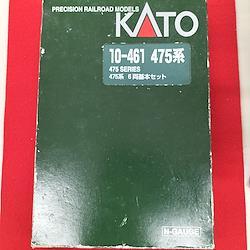 PRECISION RAILROAD MODELS
KATO
10-461 475系
475 SERIES
475系 6両基本セット
N-GAUGE